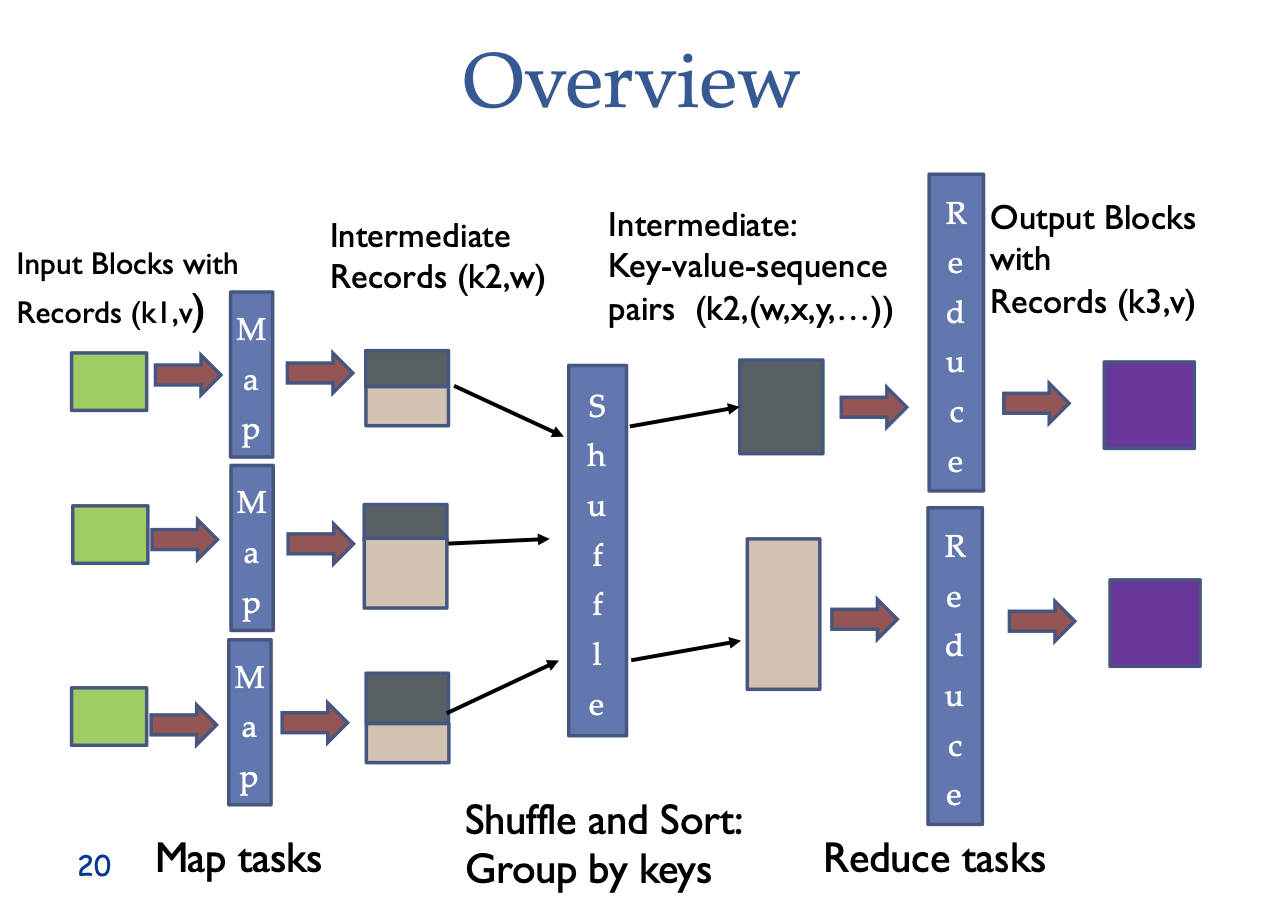 Overview
Input Blocks with
Records (k1,v)
Intermediate
Records (k2,w)
Intermediate:
Key-value-sequence
pairs (k2,(w,x,y,…))
Output Blocks
with
Records (k3,v)
Map
Map
Map
Shuffle
Reduce
Reduce
Shuffle and Sort:
Group by keys
20
Map tasks
Reduce tasks